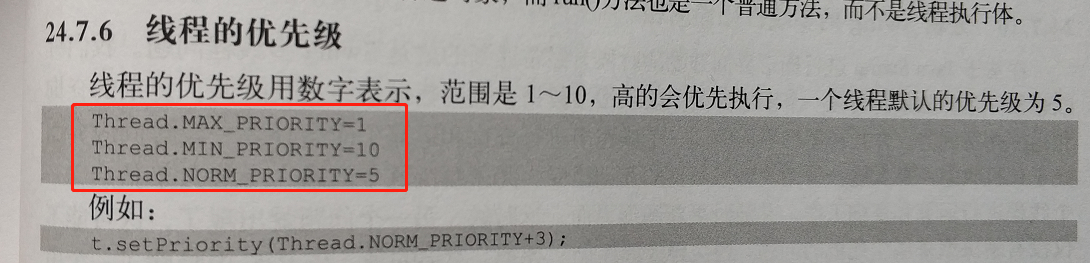 而run()方法也是一个普通方法，而不是线程执行体。
24.7.6 线程的优先级
线程的优先级用数字表示，范围是1～10，高的会优先执行，一个线程默认的优先级为5。
Thread.MAX_PRIORITY=1
Thread.MIN_PRIORITY=10
Thread.NORM_PRIORITY=5
例如：
t.setPriority(Thread.NORM_PRIORITY+3);